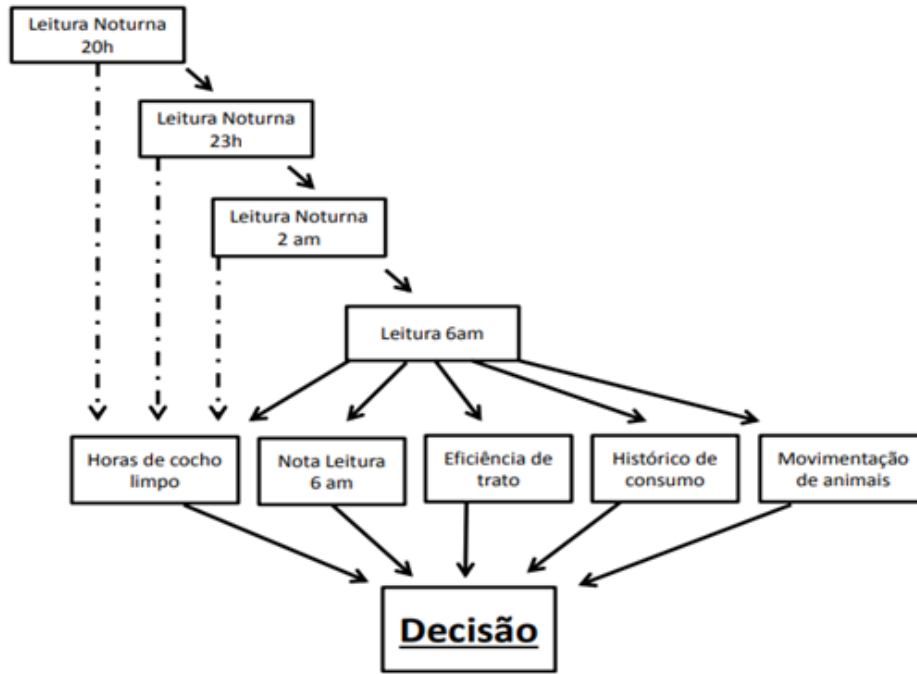 Leitura Noturna
20h
Leitura Noturna
23h
Leitura Noturna
2 am
Leitura 6am
Horas de cocho
limpo
Nota Leitura
6 am
Eficiência de
trato
Histórico de
consumo
Movimentação
de animais
Decisão